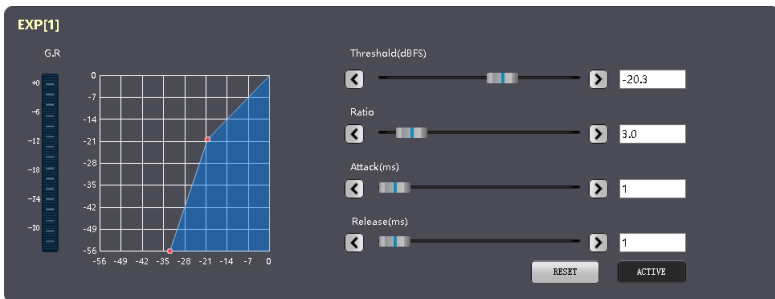 EXP[1]
G.R
+0
-6
-12
-18
-24
-30
0
-7
-14
-21
-28
-35
-42
-49
-56
-56 -49 -42 -35 -28 -21 -14 -7 0
Threshold(dBFS)
-20.3
Ratio
3.0
Attack(ms)
1
Release(ms)
1
RESET
ACTIVE